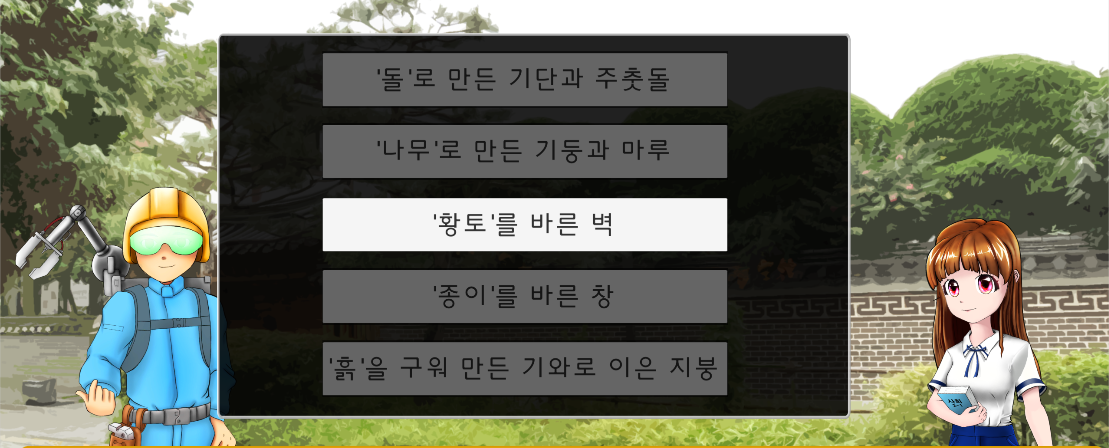 '돌'로 만든 기단과 주춧돌
'나무'로 만든 기둥과 마루
'황토'를 바른 벽
'종이'를 바른 창
'흙'을 구워 만든 기와로 이은 지붕
사회